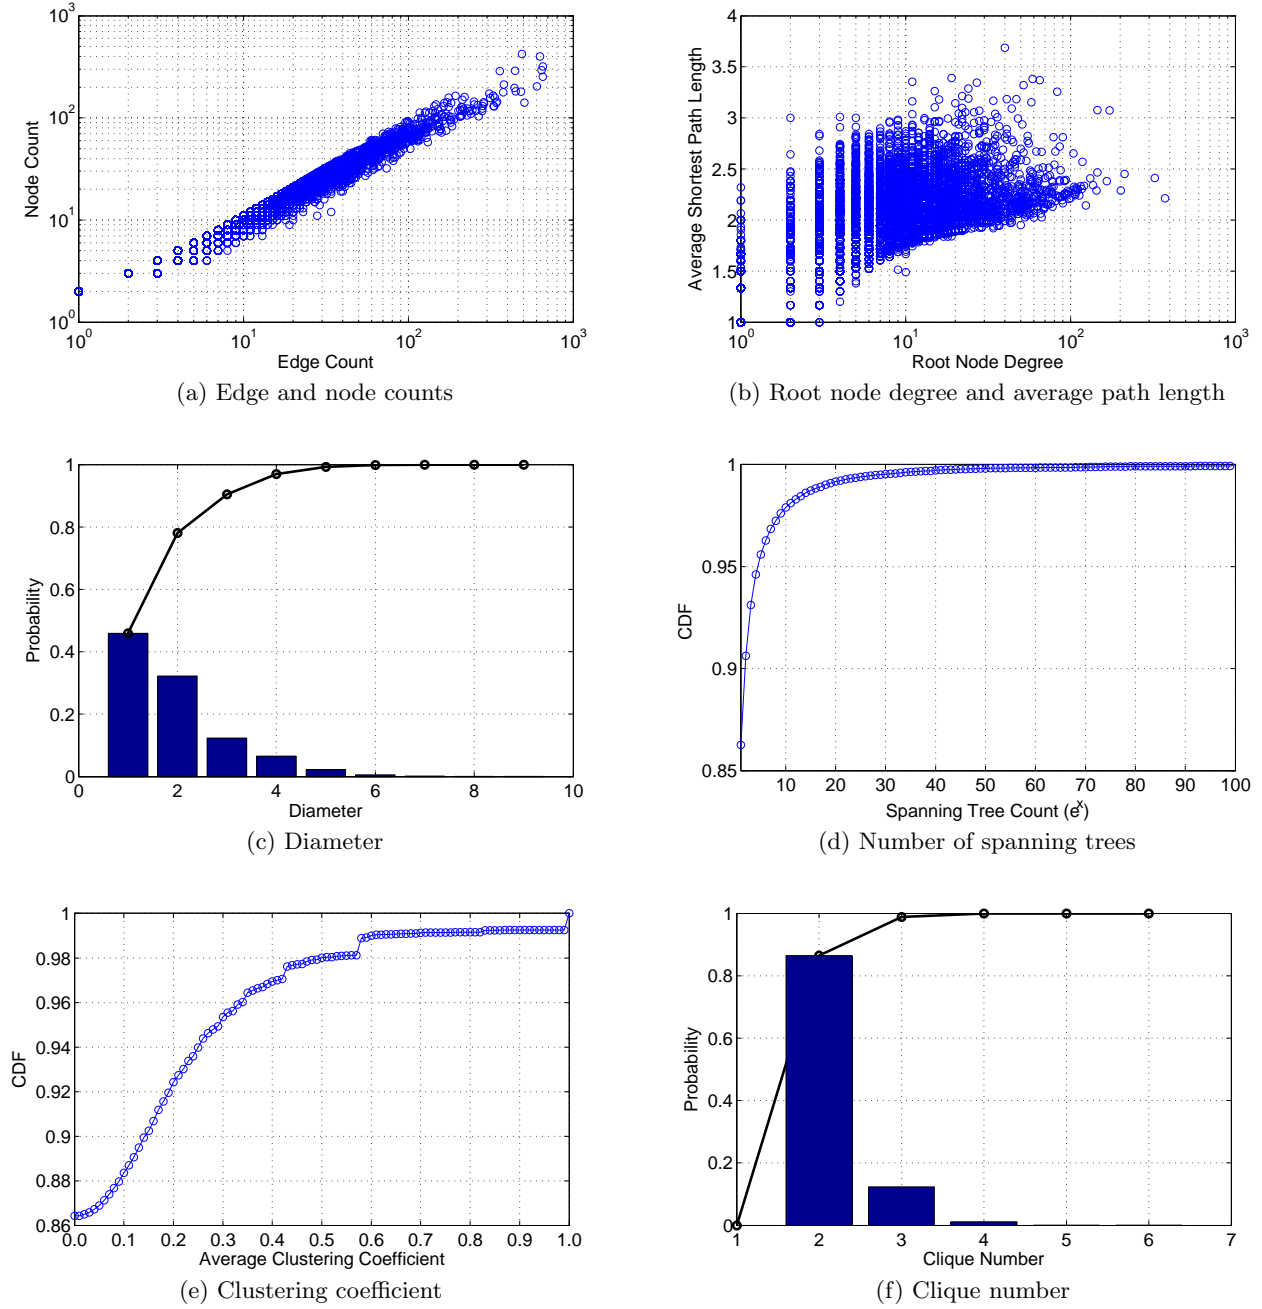 10^3
10^2
10^1
10^0
Node Count
10^0 10^1 10^2 10^3
Edge Count
(a) Edge and node counts
4
3.5
3
2.5
2
1.5
1
Average Shortest Path Length
10^0 10^1 10^2 10^3
Root Node Degree
(b) Root node degree and average path length
1
0.8
0.6
0.4
0.2
0
Probability
0 2 4 6 8 10
Diameter
(c) Diameter
1
0.95
0.9
0.85
CDF
10 20 30 40 50 60 70 80 90 100
Spanning Tree Count (e^x)
(d) Number of spanning trees
1
0.98
0.96
0.94
0.92
0.9
0.88
0.86
CDF
0.0 0.1 0.2 0.3 0.4 0.5 0.6 0.7 0.8 0.9 1.0
Average Clustering Coefficient
(e) Clustering coefficient
1
0.8
0.6
0.4
0.2
0
Probability
1 2 3 4 5 6 7
Clique Number
(f) Clique number